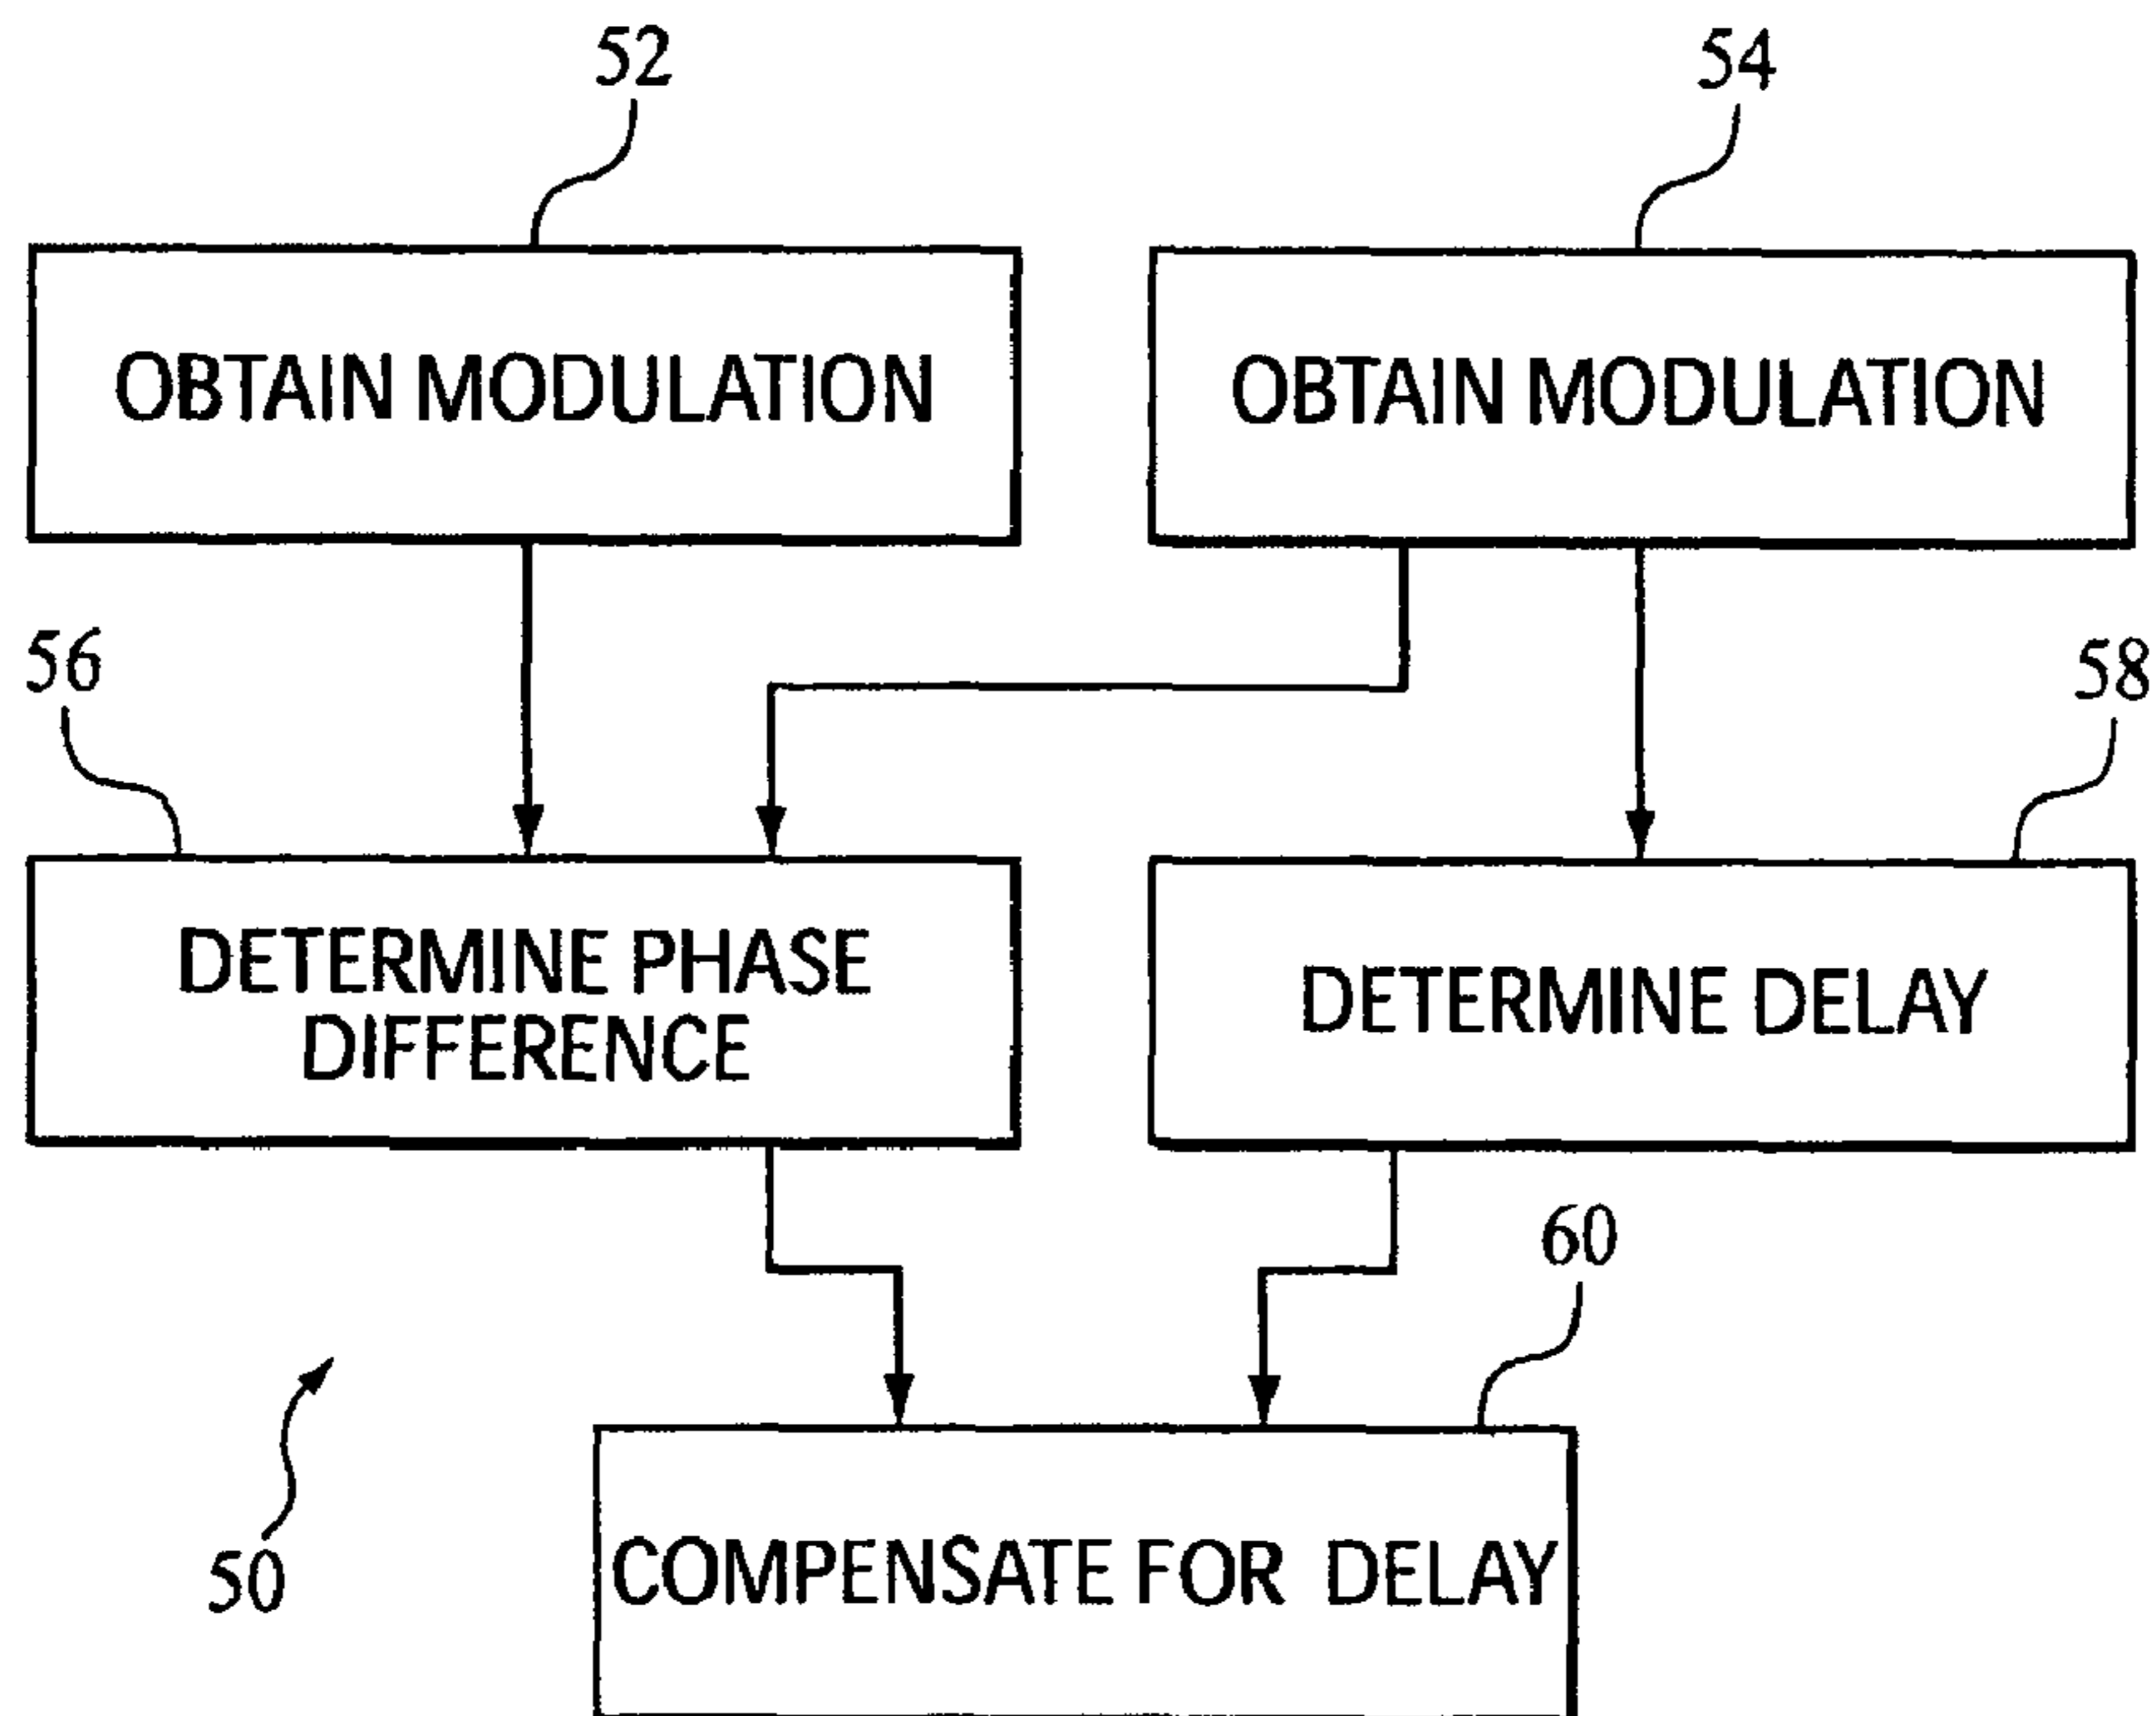 52
54
OBTAIN MODULATION
OBTAIN MODULATION
56
58
DETERMINE PHASE
DIFFERENCE
DETERMINE DELAY
60
50
COMPENSATE FOR DELAY